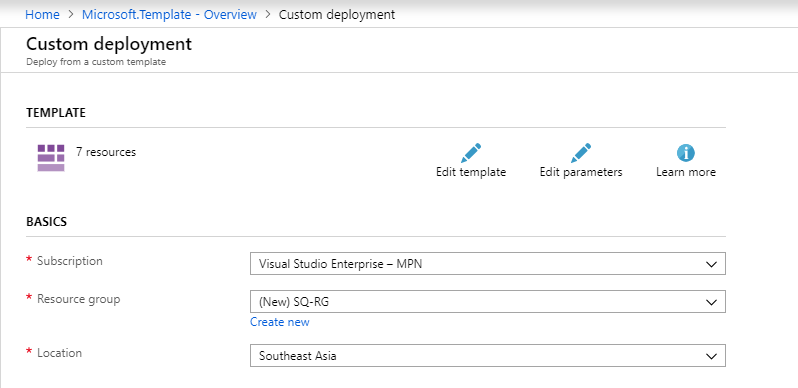 Home > Microsoft.Template - Overview > Custom deployment
Custom deployment
Deploy from a custom template
TEMPLATE
7 resources
Edit template
Edit parameters
Learn more
BASICS
* Subscription
Visual Studio Enterprise – MPN
* Resource group
(New) SQ-RG
Create new
* Location
Southeast Asia